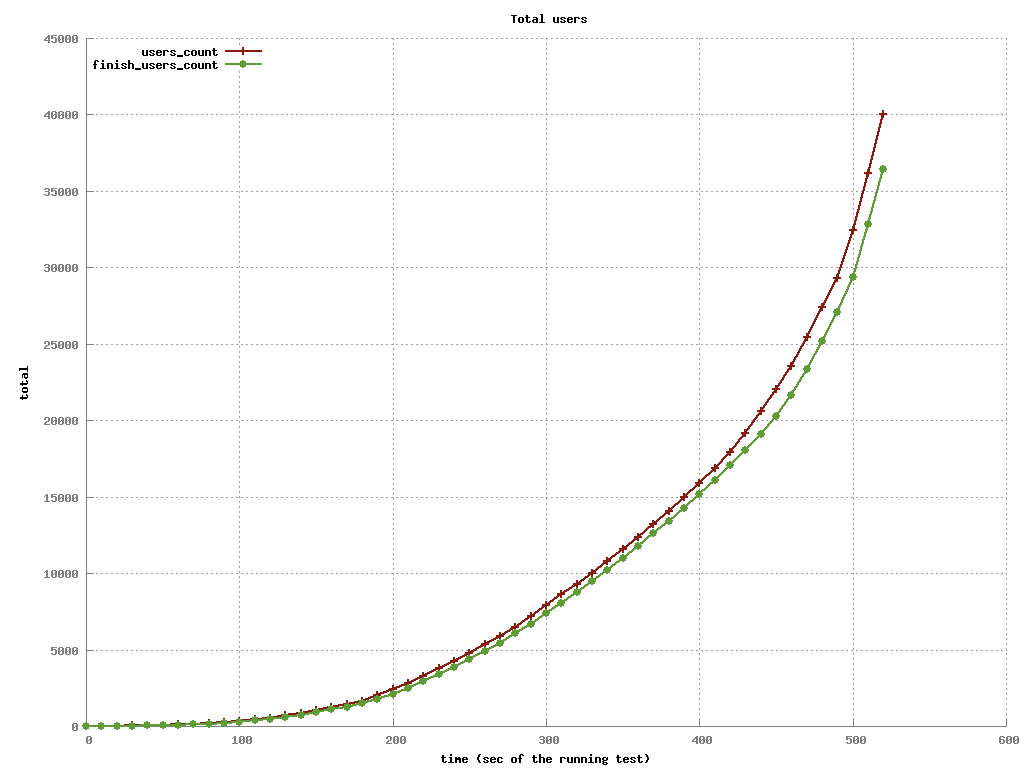 Total users
users_count
finish_users_count
45000
40000
35000
30000
25000
20000
15000
10000
5000
0
total
0 100 200 300 400 500 600
time (sec of the running test)